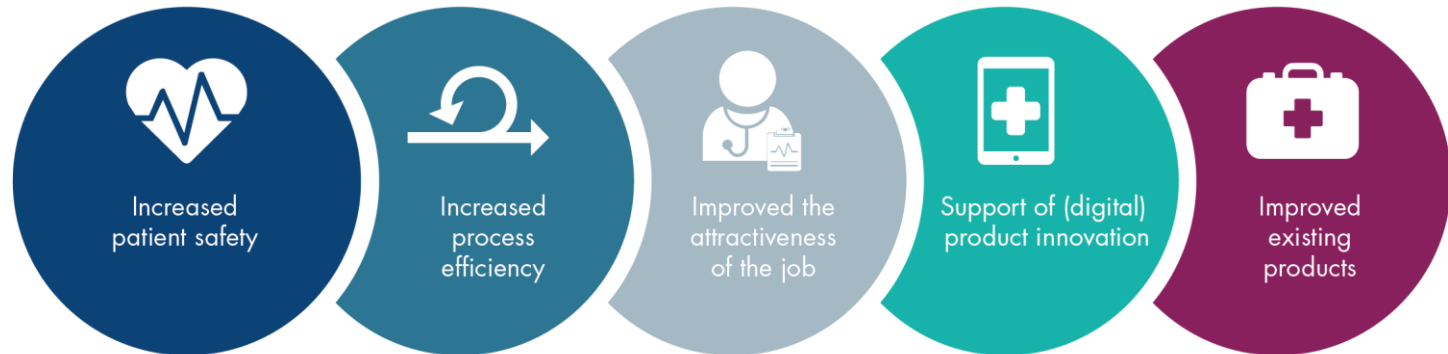 Increased
patient safety
Increased
process
efficiency
Improved the
attractiveness
of the job
Support of (digital)
product innovation
Improved
existing
products